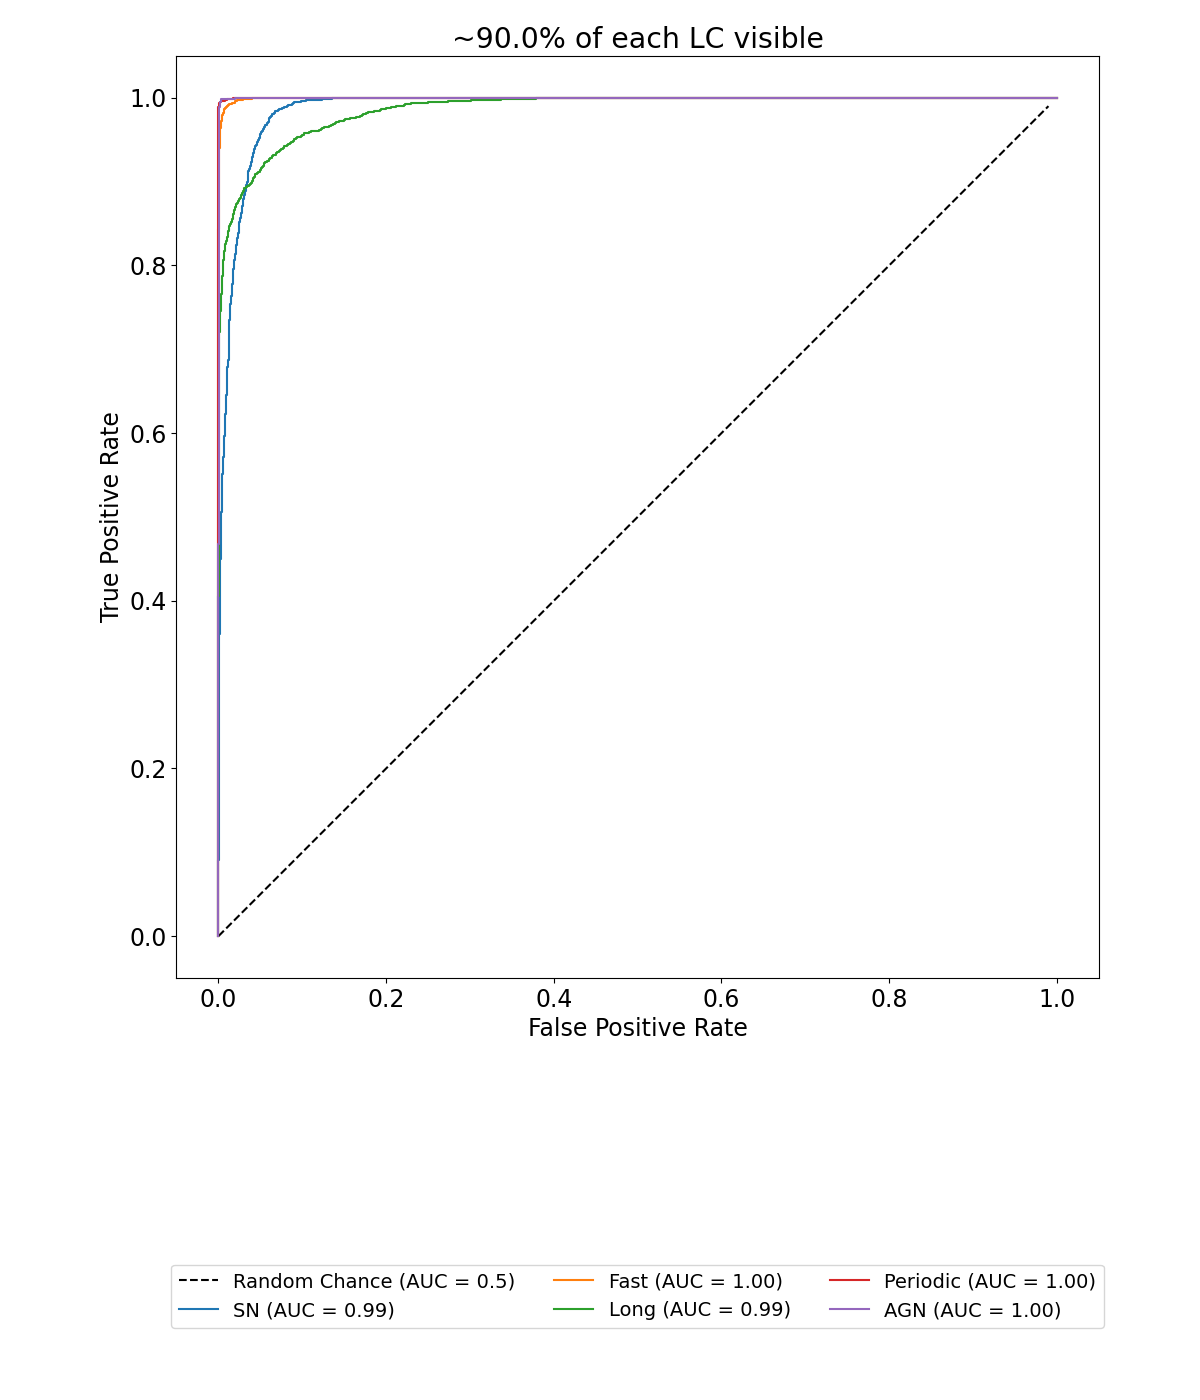 ~90.0% of each LC visible
True Positive Rate
1.0
0.8
0.6
0.4
0.2
0.0
0.0 0.2 0.4 0.6 0.8 1.0
False Positive Rate
Random Chance (AUC = 0.5) Fast (AUC = 1.00) Periodic (AUC = 1.00)
SN (AUC = 0.99) Long (AUC = 0.99) AGN (AUC = 1.00)